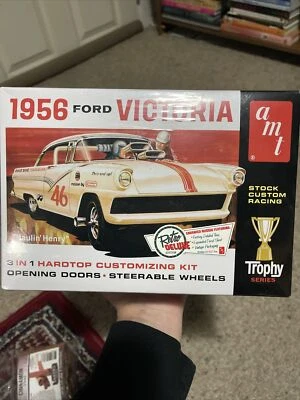 1956 FORD VICTORIA
amt
46
"Haulin' Henry"
STOCK
CUSTOM
RACING
Retro
DELUXE
3 IN 1 HARDTOP CUSTOMIZING KIT
OPENING DOORS • STEERABLE WHEELS
Trophy
SERIES